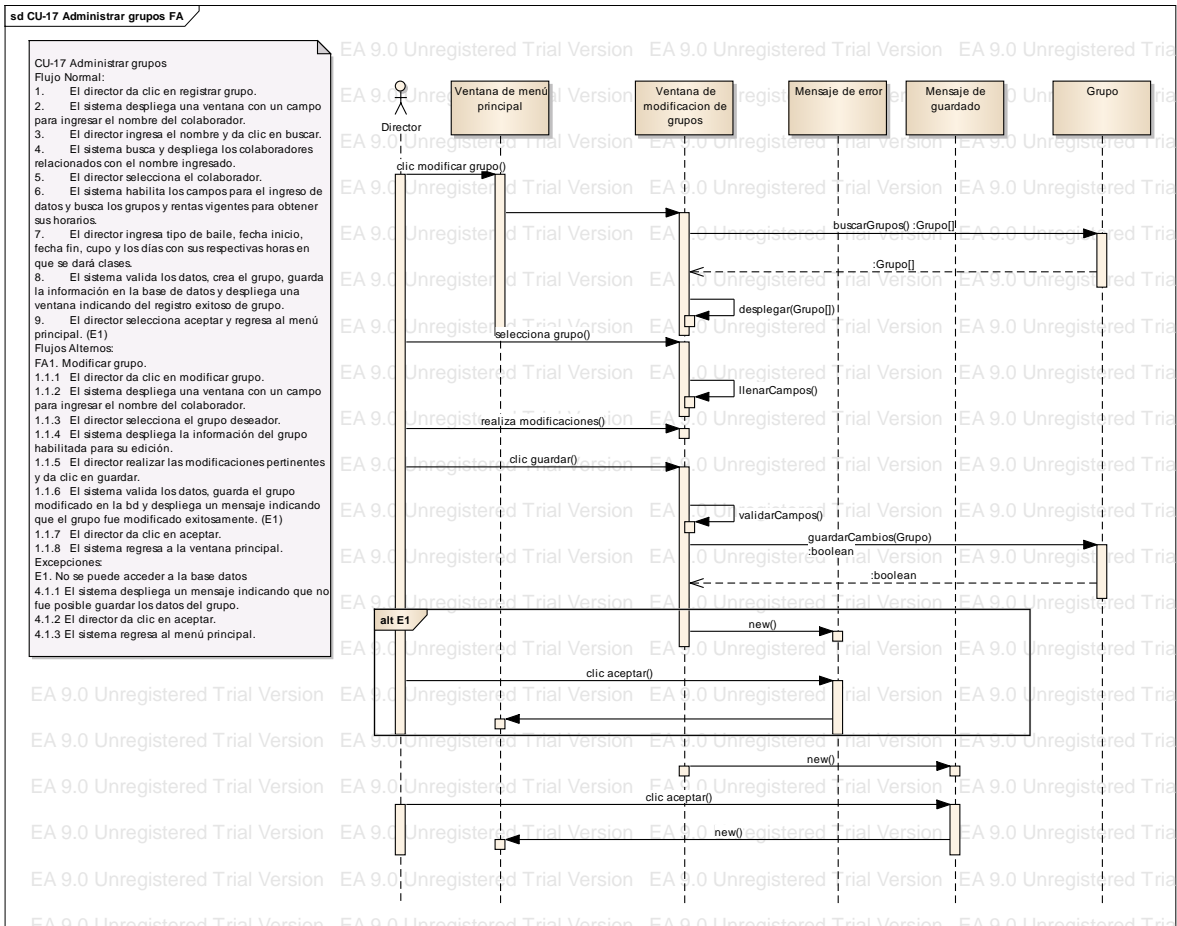 sd CU-17 Administrar grupos FA
CU-17 Administrar grupos
Flujo Normal:
1. El director da clic en registrar grupo.
2. El sistema despliega una ventana con un campo
para ingresar el nombre del colaborador.
3. El director ingresa el nombre y da clic en buscar.
4. El sistema busca y despliega los colaboradores
relacionados con el nombre ingresado.
5. El director selecciona el colaborador.
6. El sistema habilita los campos para el ingreso de
datos y busca los grupos y rentas vigentes para obtener
sus horarios.
7. El director ingresa tipo de baile, fecha inicio,
fecha fin, cupo y los días con sus respectivas horas en
que se dará clases.
8. El sistema valida los datos, crea el grupo, guarda
la información en la base de datos y despliega una
ventana indicando del registro exitoso de grupo.
9. El director selecciona aceptar y regresa al menú
principal. (E1)
Flujos Alternos:
FA1. Modificar grupo.
1.1.1 El director da clic en modificar grupo.
1.1.2 El sistema despliega una ventana con un campo
para ingresar el nombre del colaborador.
1.1.3 El director selecciona el grupo deseador.
1.1.4 El sistema despliega la información del grupo
habilitada para su edición.
1.1.5 El director realizar las modificaciones pertinentes
y da clic en guardar.
1.1.6 El sistema valida los datos, guarda el grupo
modificado en la bd y despliega un mensaje indicando
que el grupo fue modificado exitosamente. (E1)
1.1.7 El director da clic en aceptar.
1.1.8 El sistema regresa a la ventana principal.
Excepciones:
E1. No se puede acceder a la base datos
4.1.1 El sistema despliega un mensaje indicando que no
fue posible guardar los datos del grupo.
4.1.2 El director da clic en aceptar.
4.1.3 El sistema regresa al menú principal.
Director
Ventana de menú
principal
Ventana de
modificacion de
grupos
Mensaje de error
Mensaje de
guardado
Grupo
clic modificar grupo()
buscarGrupos() :Grupo[]
:Grupo[]
desplegar(Grupo[])
selecciona grupo()
llenarCampos()
realiza modificaciones()
clic guardar()
validarCampos()
guardarCambios(Grupo)
:boolean
:boolean
alt E1
new()
clic aceptar()
new()
clic aceptar()
new()
EA 9.0 Unregistered Trial Version